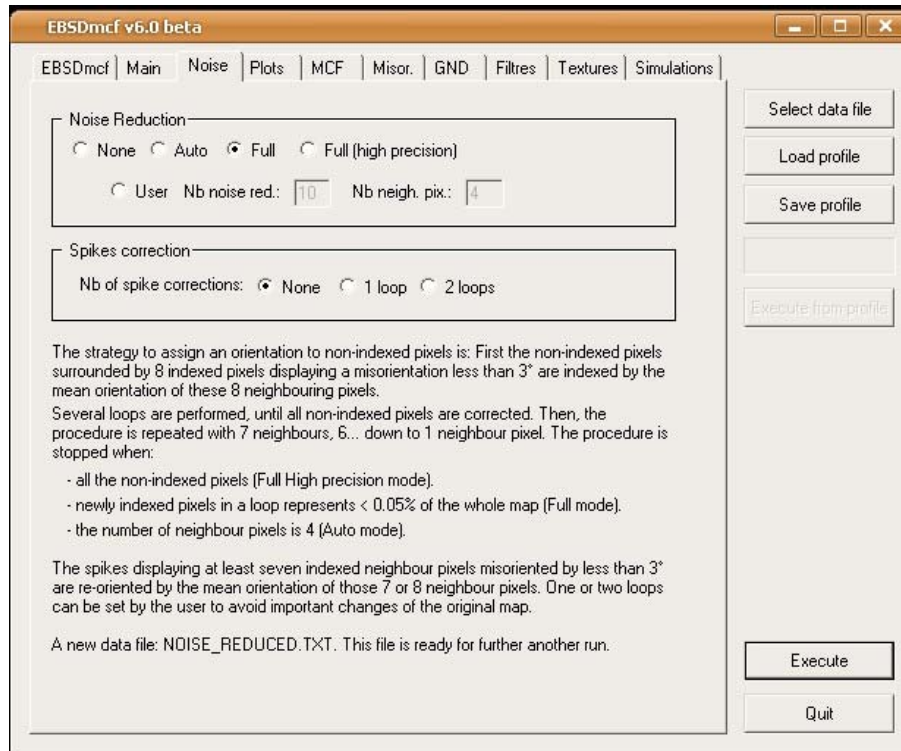 EBSDmcf v6.0 beta
EBSDmcf Main Noise Plots MCF Misor. GND Filtres Textures Simulations
Noise Reduction
None Auto Full Full (high precision)
User Nb noise red.: 10 Nb neigh. pix.: 4
Spikes correction
Nb of spike corrections: None 1 loop 2 loops
The strategy to assign an orientation to non-indexed pixels is: First the non-indexed pixels
surrounded by 8 indexed pixels displaying a misorientation less than 3° are indexed by the
mean orientation of these 8 neighbouring pixels.
Several loops are performed, until all non-indexed pixels are corrected. Then, the
procedure is repeated with 7 neighbours, 6... down to 1 neighbour pixel. The procedure is
stopped when:
- all the non-indexed pixels (Full High precision mode).
- newly indexed pixels in a loop represents < 0.05% of the whole map (Full mode).
- the number of neighbour pixels is 4 (Auto mode).
The spikes displaying at least seven indexed neighbour pixels misoriented by less than 3°
are re-oriented by the mean orientation of those 7 or 8 neighbour pixels. One or two loops
can be set by the user to avoid important changes of the original map.
A new data file: NOISE_REDUCED.TXT. This file is ready for further another run.
Select data file
Load profile
Save profile
Execute from profile
Execute
Quit